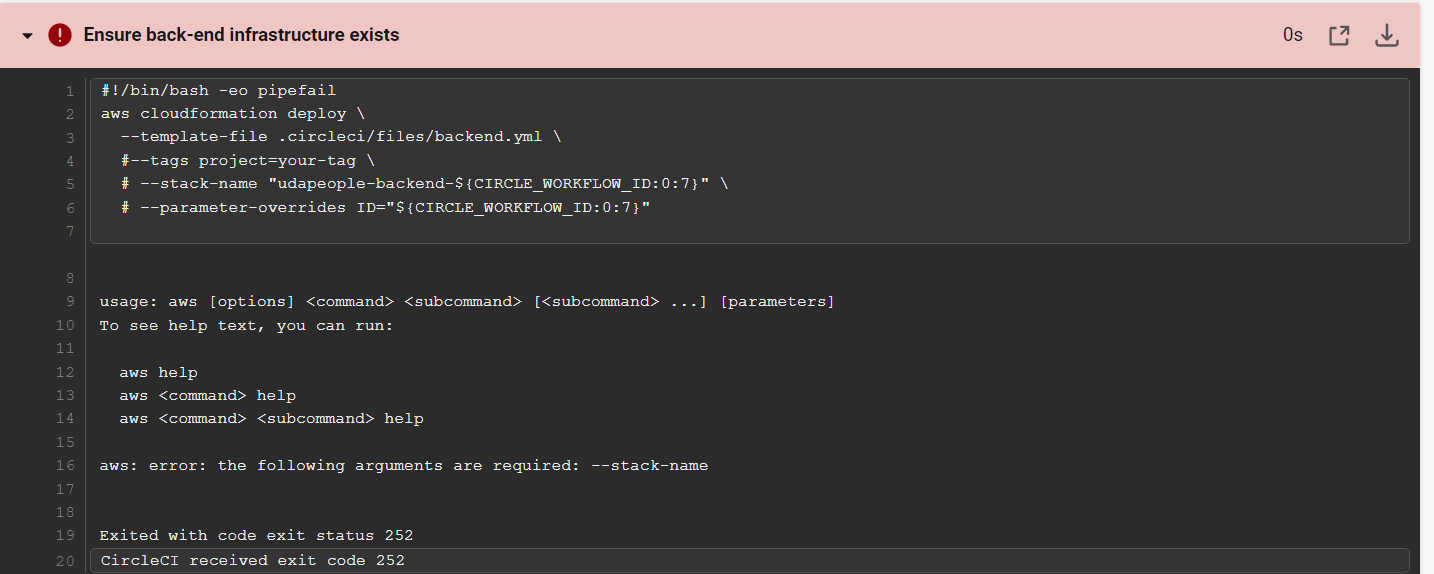 Ensure back-end infrastructure exists 0s
1 #!/bin/bash -eo pipefail
2 aws cloudformation deploy \
3   --template-file .circleci/files/backend.yml \
4   #--tags project=your-tag \
5   # --stack-name "udapeople-backend-${CIRCLE_WORKFLOW_ID:0:7}" \
6   # --parameter-overrides ID="${CIRCLE_WORKFLOW_ID:0:7}"
7
8
9 usage: aws [options] <command> <subcommand> [<subcommand> ...] [parameters]
10 To see help text, you can run:
11
12   aws help
13   aws <command> help
14   aws <command> <subcommand> help
15
16 aws: error: the following arguments are required: --stack-name
17
18
19 Exited with code exit status 252
20 CircleCI received exit code 252